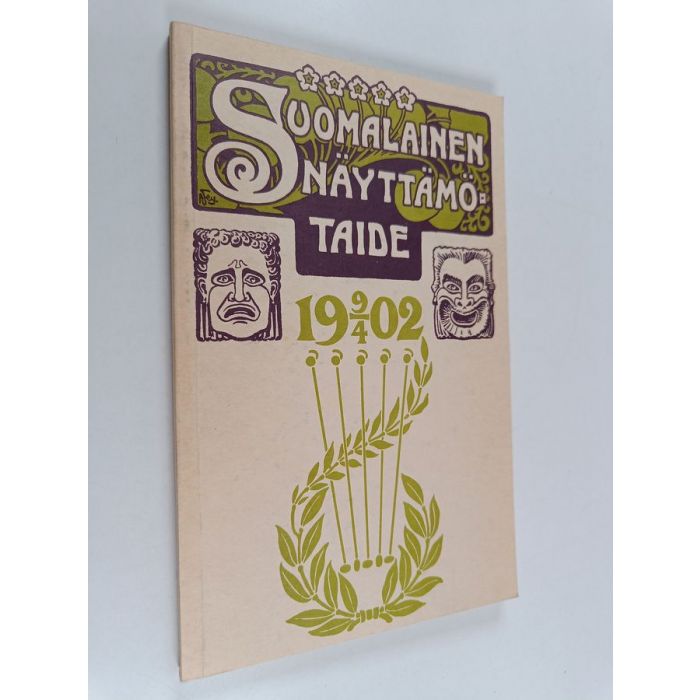 SUOMALAINEN
NÄYTTÄMÖ-
TAIDE
19 9/4 02